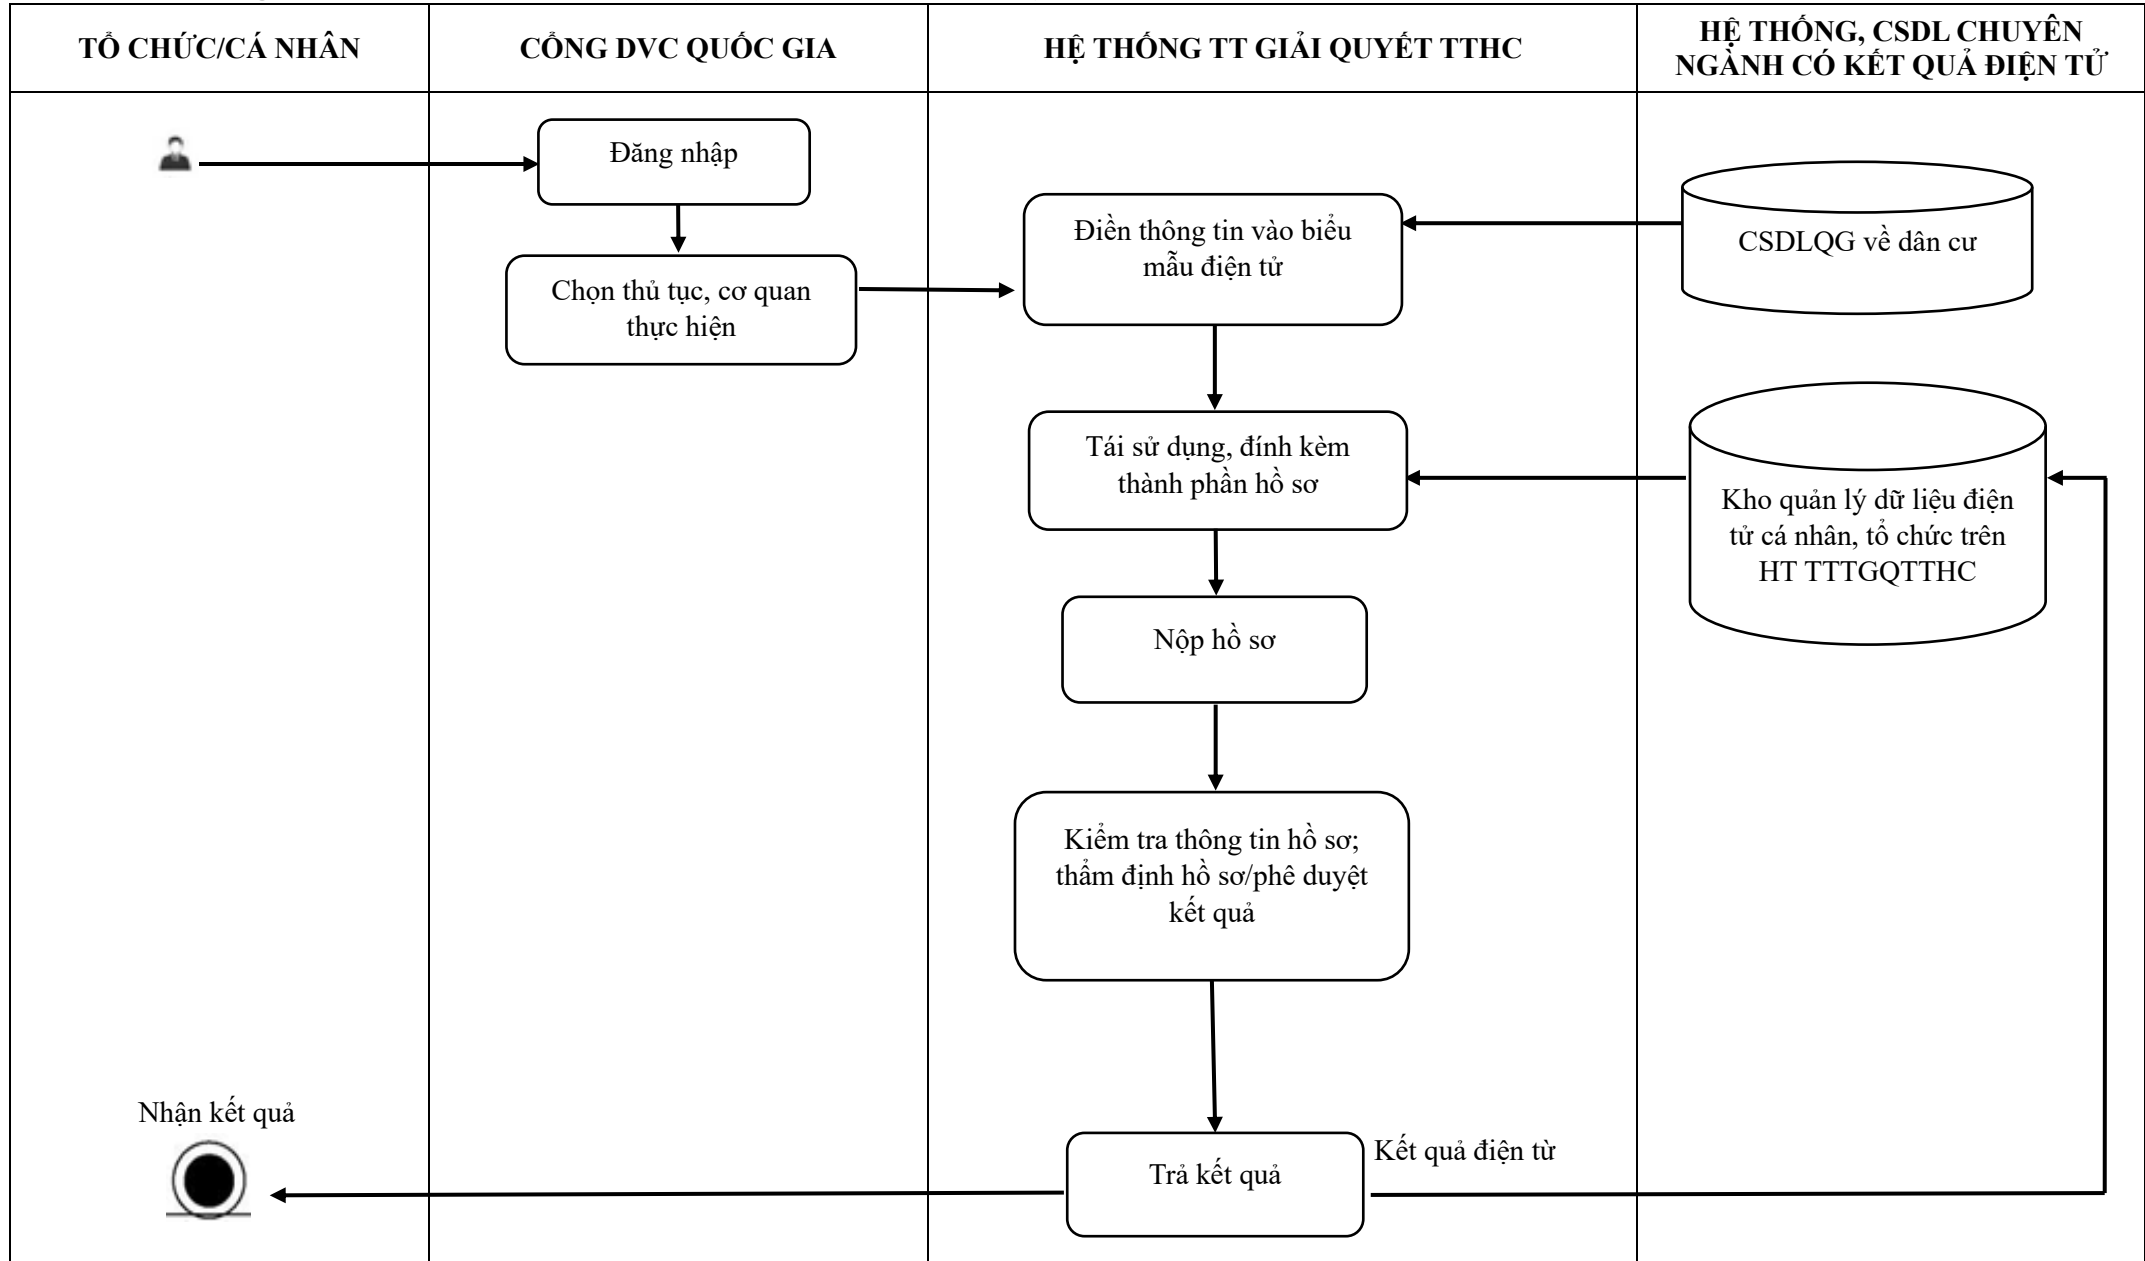 TỔ CHỨC/CÁ NHÂN
CỔNG DVC QUỐC GIA
HỆ THỐNG TT GIẢI QUYẾT TTHC
HỆ THỐNG, CSDL CHUYÊN
NGÀNH CÓ KẾT QUẢ ĐIỆN TỬ
Đăng nhập
Chọn thủ tục, cơ quan
thực hiện
Điền thông tin vào biểu
mẫu điện tử
CSDLQG về dân cư
Tái sử dụng, đính kèm
thành phần hồ sơ
Kho quản lý dữ liệu điện
tử cá nhân, tổ chức trên
HT TTTGQTTHC
Nộp hồ sơ
Kiểm tra thông tin hồ sơ;
thẩm định hồ sơ/phê duyệt
kết quả
Nhận kết quả
Trả kết quả
Kết quả điện từ